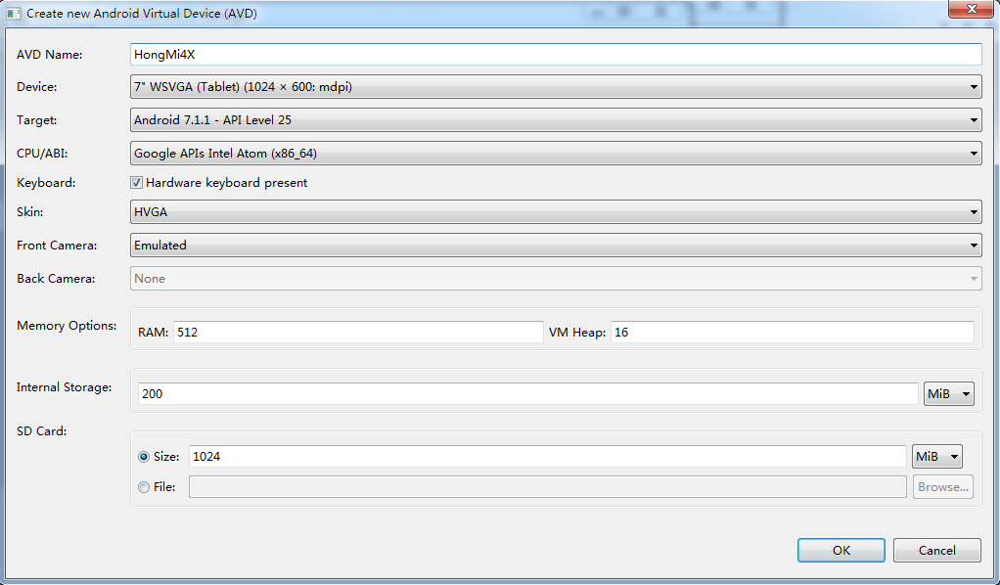 Create new Android Virtual Device (AVD)
AVD Name: HongMi4X
Device: 7" WSVGA (Tablet) (1024 × 600: mdpi)
Target: Android 7.1.1 - API Level 25
CPU/ABI: Google APIs Intel Atom (x86_64)
Keyboard: Hardware keyboard present
Skin: HVGA
Front Camera: Emulated
Back Camera: None
Memory Options: RAM: 512 VM Heap: 16
Internal Storage: 200 MiB
SD Card:
Size: 1024 MiB
File: Browse...
OK Cancel